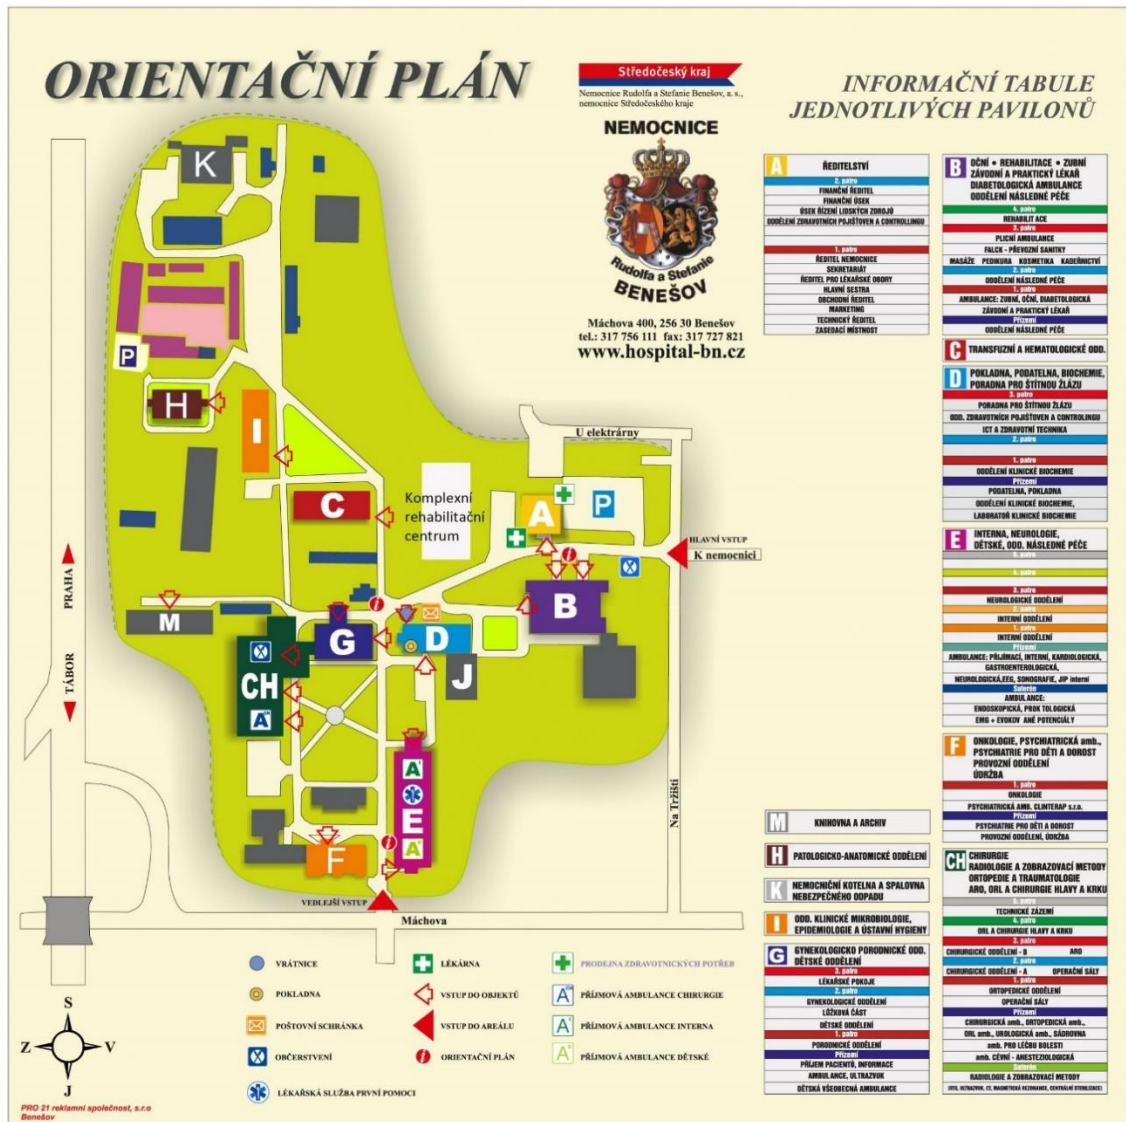 ORIENTAČNÍ PLÁN
Středočeský kraj
Nemocnice Rudolfa a Stefanie Benešov, a. s.,
nemocnice Středočeského kraje
NEMOCNICE
Rudolfa a Stefanie
BENEŠOV
Máchova 400, 256 30 Benešov
tel.: 317 756 111 fax: 317 727 821
www.hospital-bn.cz
INFORMAČNÍ TABULE
JEDNOTLIVÝCH PAVILONŮ
K
P
H
I
C
Komplexní
rehabilitační
centrum
U elektrárny
A
P
HLAVNÍ VSTUP
K nemocnici
B
M
G
D
J
CH
E
F
PRAHA
TÁBOR
Na Tržišti
VEDLEJŠÍ VSTUP
Máchova
A ŘEDITELSTVÍ
2. patro
FINANČNÍ ŘEDITEL
FINANČNÍ ÚSEK
ÚSEK ŘÍZENÍ LIDSKÝCH ZDROJŮ
ODDĚLENÍ ZDRAVOTNÍCH POJIŠŤOVEN A CONTROLLINGU
1. patro
ŘEDITEL NEMOCNICE
SEKRETARIÁT
ŘEDITEL PRO LÉKAŘSKÉ OBORY
HLAVNÍ SESTRA
OBCHODNÍ ŘEDITEL
MARKETING
TECHNICKÝ ŘEDITEL
ZASEDACÍ MÍSTNOST
M KNIHOVNA A ARCHIV
H PATOLOGICKO-ANATOMICKÉ ODDĚLENÍ
K NEMOCNIČNÍ KOTELNA A SPALOVNA
NEBEZPEČNÉHO ODPADU
I ODD. KLINICKÉ MIKROBIOLOGIE,
EPIDEMIOLOGIE A ÚSTAVNÍ HYGIENY
G GYNEKOLOGICKO PORODNICKÉ ODD.
DĚTSKÉ ODDĚLENÍ
3. patro
LÉKAŘSKÉ POKOJE
2. patro
GYNEKOLOGICKÉ ODDĚLENÍ
LŮŽKOVÁ ČÁST
DĚTSKÉ ODDĚLENÍ
1. patro
PORODNICKÉ ODDĚLENÍ
Přízemí
PŘÍJEM PACIENTŮ, INFORMACE
AMBULANCE, ULTRAZVUK
DĚTSKÁ VŠEOBECNÁ AMBULANCE
B OČNÍ • REHABILITACE • ZUBNÍ
ZÁVODNÍ A PRAKTICKÝ LÉKAŘ
DIABETOLOGICKÁ AMBULANCE
ODDĚLENÍ NÁSLEDNÉ PÉČE
4. patro
REHABILIT ACE
3. patro
PLICNÍ AMBULANCE
FALCK - PŘEVOZNÍ SANITKY
MASÁŽE PEDIKURA KOSMETIKA KADEŘNICTVÍ
2. patro
ODDĚLENÍ NÁSLEDNÉ PÉČE
1. patro
AMBULANCE: ZUBNÍ, OČNÍ, DIABETOLOGICKÁ
ZÁVODNÍ A PRAKTICKÝ LÉKAŘ
Přízemí
ODDĚLENÍ NÁSLEDNÉ PÉČE
C TRANSFUZNÍ A HEMATOLOGICKÉ ODD.
D POKLADNA, PODATELNA, BIOCHEMIE,
PORADNA PRO ŠTÍTNOU ŽLÁZU
3. patro
PORADNA PRO ŠTÍTNOU ŽLÁZU
ODD. ZDRAVOTNÍCH POJIŠŤOVEN A CONTROLINGU
ICT A ZDRAVOTNÍ TECHNIKA
2. patro
1. patro
ODDĚLENÍ KLINICKÉ BIOCHEMIE
Přízemí
PODATELNA, POKLADNA
ODDĚLENÍ KLINICKÉ BIOCHEMIE,
LABORATOŘ KLINICKÉ BIOCHEMIE
E INTERNA, NEUROLOGIE,
DĚTSKÉ, ODD. NÁSLEDNÉ PÉČE
5. patro
4. patro
3. patro
NEUROLOGICKÉ ODDĚLENÍ
2. patro
INTERNÍ ODDĚLENÍ
1. patro
INTERNÍ ODDĚLENÍ
Přízemí
AMBULANCE: PŘIJÍMACÍ, INTERNÍ, KARDIOLOGICKÁ,
GASTROENTEROLOGICKÁ,
NEUROLOGICKÁ,EEG, SONOGRAFIE, JIP interní
Suterén
AMBULANCE:
ENDOSKOPICKÁ, PROK TOLOGICKÁ
EMG + EVOKOV ANÉ POTENCIÁLY
F ONKOLOGIE, PSYCHIATRICKÁ amb.,
PSYCHIATRIE PRO DĚTI A DOROST
PROVOZNÍ ODDĚLENÍ
ÚDRŽBA
1. patro
ONKOLOGIE
PSYCHIATRICKÁ AMB. CLINTERAP s.r.o.
Přízemí
PSYCHIATRIE PRO DĚTI A DOROST
PROVOZNÍ ODDĚLENÍ, ÚDRŽBA
CH CHIRURGIE
RADIOLOGIE A ZOBRAZOVACÍ METODY
ORTOPEDIE A TRAUMATOLOGIE
ARO, ORL A CHIRURGIE HLAVY A KRKU
5. patro
TECHNICKÉ ZÁZEMÍ
4. patro
ORL A CHIRURGIE HLAVY A KRKU
3. patro
CHIRURGICKÉ ODDĚLENÍ - B ARO
2. patro
CHIRURGICKÉ ODDĚLENÍ - A OPERAČNÍ SÁLY
1. patro
ORTOPEDICKÉ ODDĚLENÍ
OPERAČNÍ SÁLY
Přízemí
CHIRURGICKÁ amb., ORTOPEDICKÁ amb.,
ORL amb., UROLOGICKÁ amb., SÁDROVNA
amb. PRO LÉČBU BOLESTI
amb. CÉVNÍ - ANESTEZIOLOGICKÁ
Suterén
RADIOLOGIE A ZOBRAZOVACÍ METODY
(RTG, ULTRAZVUK, CT, MAGNETICKÁ REZONANCE, CENTRÁLNÍ STERILIZACE)
VRÁTNICE
POKLADNA
POŠTOVNÍ SCHRÁNKA
OBČERSTVENÍ
LÉKAŘSKÁ SLUŽBA PRVNÍ POMOCI
LÉKÁRNA
VSTUP DO OBJEKTŮ
VSTUP DO AREÁLU
ORIENTAČNÍ PLÁN
PRODEJNA ZDRAVOTNICKÝCH POTŘEB
PŘÍJMOVÁ AMBULANCE CHIRURGIE
PŘÍJMOVÁ AMBULANCE INTERNA
PŘÍJMOVÁ AMBULANCE DĚTSKÉ
S
Z V
J
PRO 21 reklamní společnost, s.r.o
Benešov